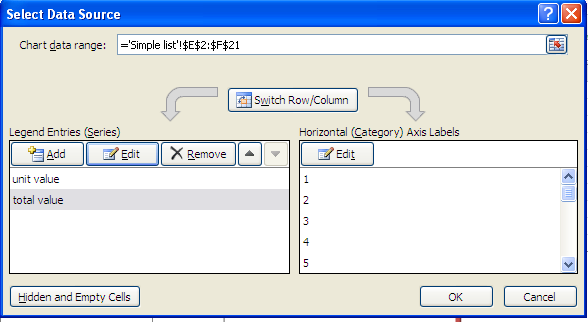 Select Data Source
Chart data range: ='Simple list'!$E$2:$F$21
Switch Row/Column
Legend Entries (Series)
Horizontal (Category) Axis Labels
Add Edit Remove
Edit
unit value
total value
1
2
3
4
5
Hidden and Empty Cells
OK Cancel